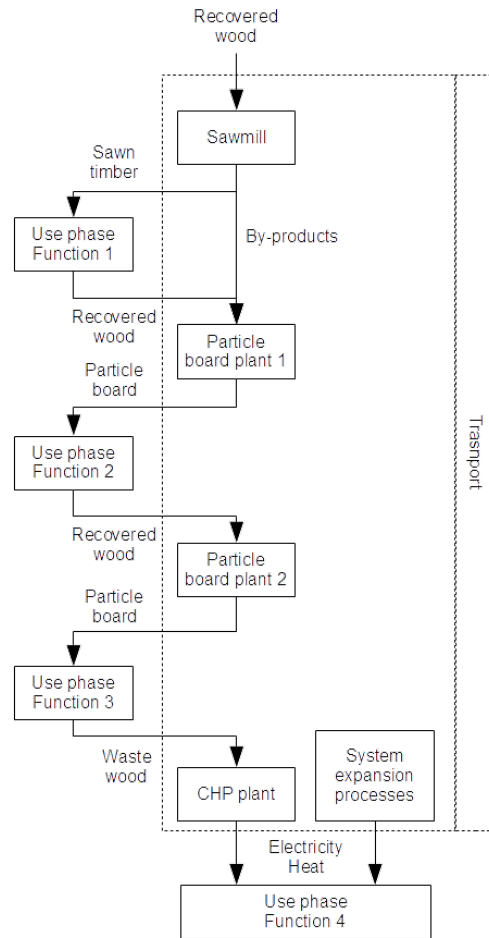 Recovered
wood
Sawmill
Sawn
timber
Use phase
Function 1
By-products
Recovered
wood
Particle
board plant 1
Particle
board
Use phase
Function 2
Recovered
wood
Particle
board plant 2
Particle
board
Use phase
Function 3
Waste
wood
CHP plant
System
expansion
processes
Trasnport
Electricity
Heat
Use phase
Function 4